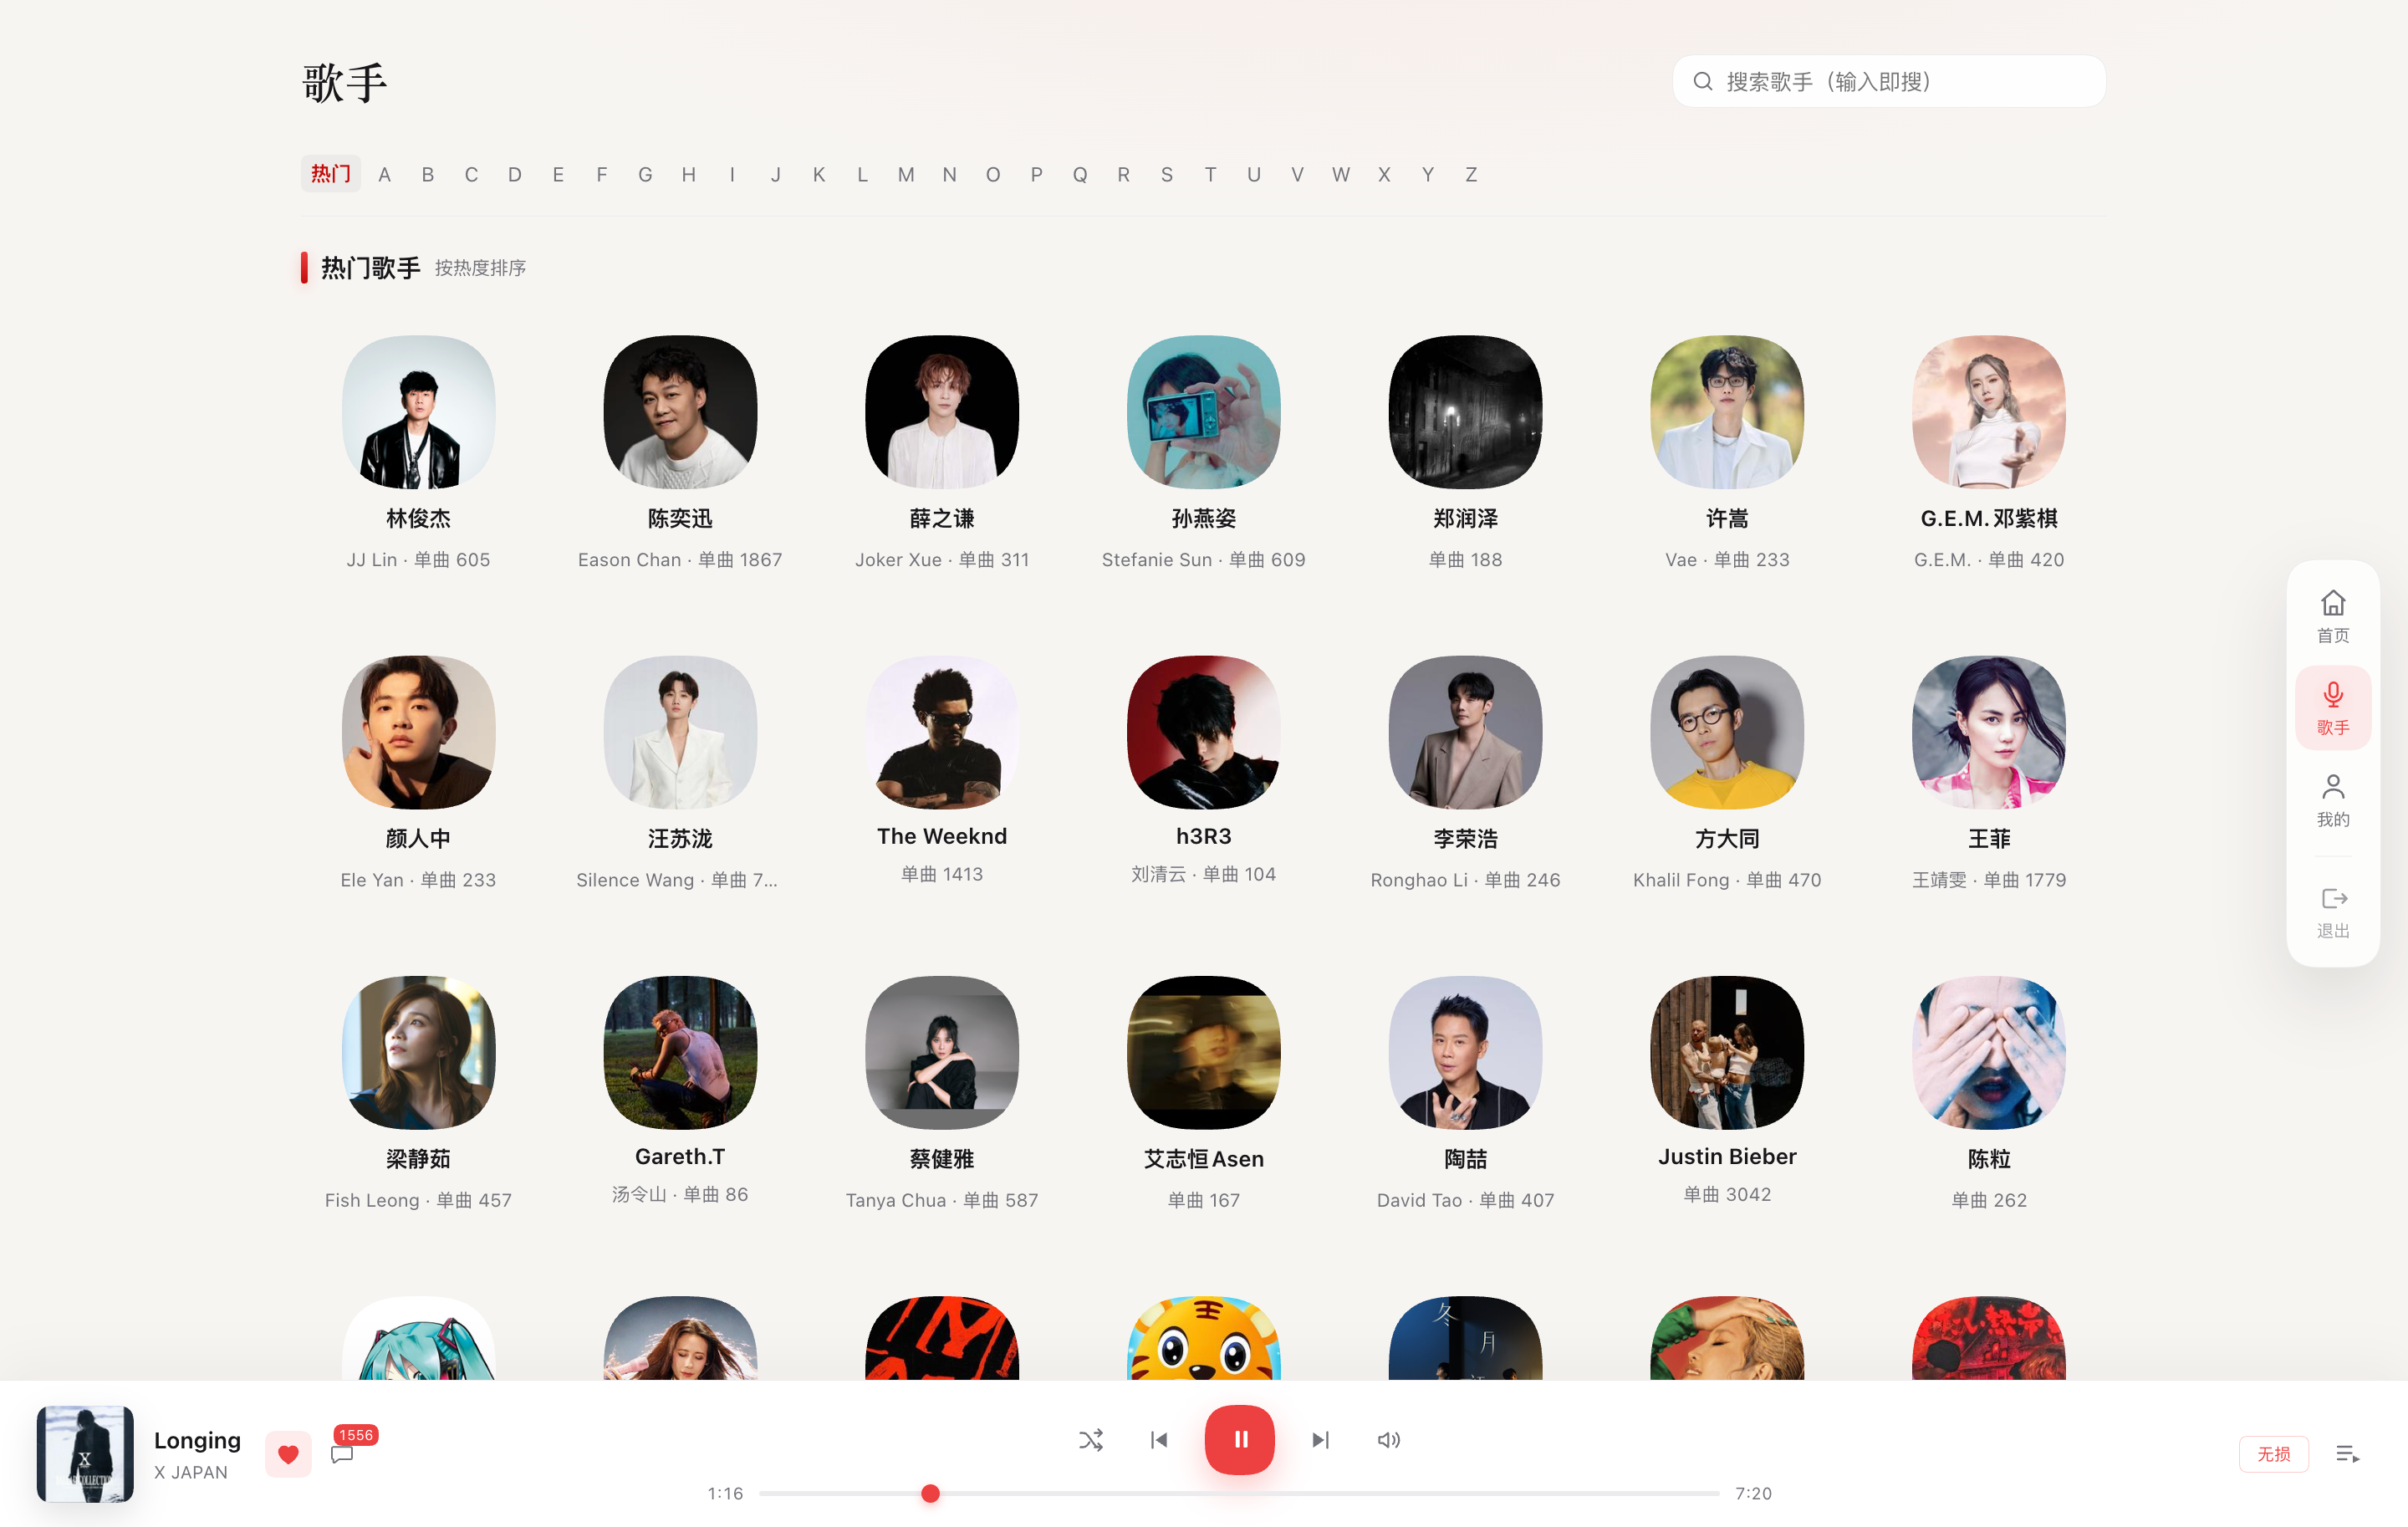 歌手
搜索歌手（输入即搜）
热门 A B C D E F G H I J K L M N O P Q R S T U V W X Y Z
热门歌手 按热度排序
林俊杰 陈奕迅 薛之谦 孙燕姿 郑润泽 许嵩 G.E.M.邓紫棋
JJ Lin · 单曲 605 Eason Chan · 单曲 1867 Joker Xue · 单曲 311 Stefanie Sun · 单曲 609 单曲 188 Vae · 单曲 233 G.E.M. · 单曲 420
首页
歌手
我的
退出
颜人中 汪苏泷 The Weeknd h3R3 李荣浩 方大同 王菲
Ele Yan · 单曲 233 Silence Wang · 单曲 7... 单曲 1413 刘清云 · 单曲 104 Ronghao Li · 单曲 246 Khalil Fong · 单曲 470 王靖雯 · 单曲 1779
梁静茹 Gareth.T 蔡健雅 艾志恒Asen 陶喆 Justin Bieber 陈粒
Fish Leong · 单曲 457 汤令山 · 单曲 86 Tanya Chua · 单曲 587 单曲 167 David Tao · 单曲 407 单曲 3042 单曲 262
王
冬
月
X
Longing
X JAPAN
1556
1:16
7:20
无损